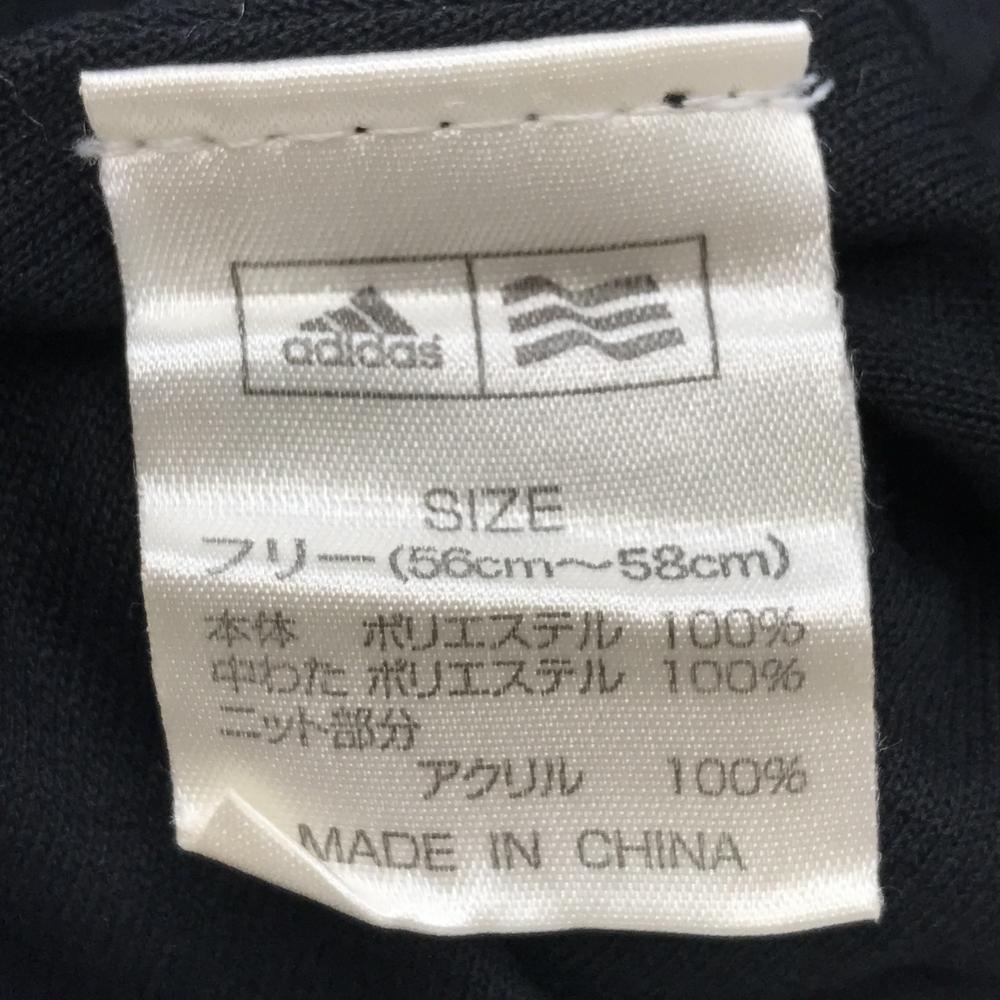 adidas
SIZE
フリー(56cm〜58cm)
本体 ポリエステル 100%
中わた ポリエステル 100%
ニット部分
アクリル 100%
MADE IN CHINA